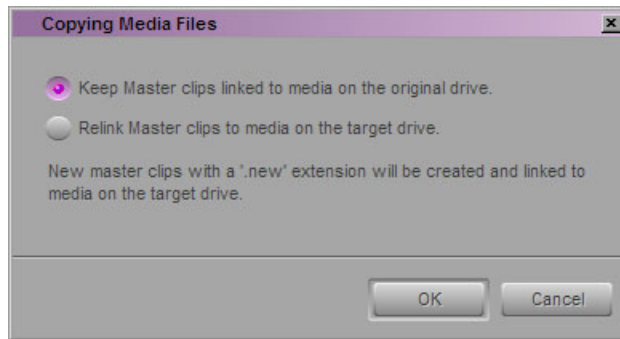 Copying Media Files
Keep Master clips linked to media on the original drive.
Relink Master clips to media on the target drive.
New master clips with a '.new' extension will be created and linked to
media on the target drive.
OK
Cancel